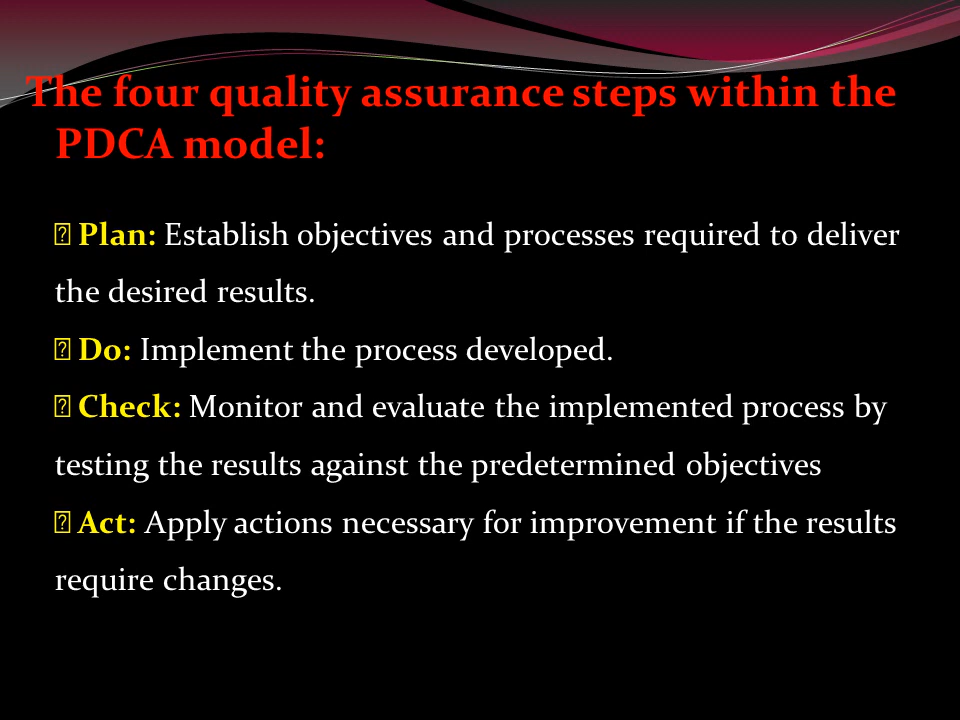 The four quality assurance steps within the
PDCA model:
Plan: Establish objectives and processes required to deliver
the desired results.
Do: Implement the process developed.
Check: Monitor and evaluate the implemented process by
testing the results against the predetermined objectives
Act: Apply actions necessary for improvement if the results
require changes.